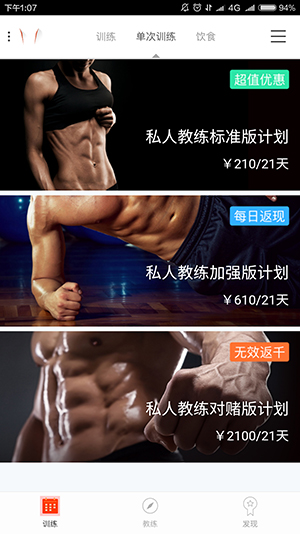 下午1:07
4G 94%
训练 单次训练 饮食
超值优惠
私人教练标准版计划
￥210/21天
每日返现
私人教练加强版计划
￥610/21天
无效返千
私人教练对赌版计划
￥2100/21天
训练 教练 发现